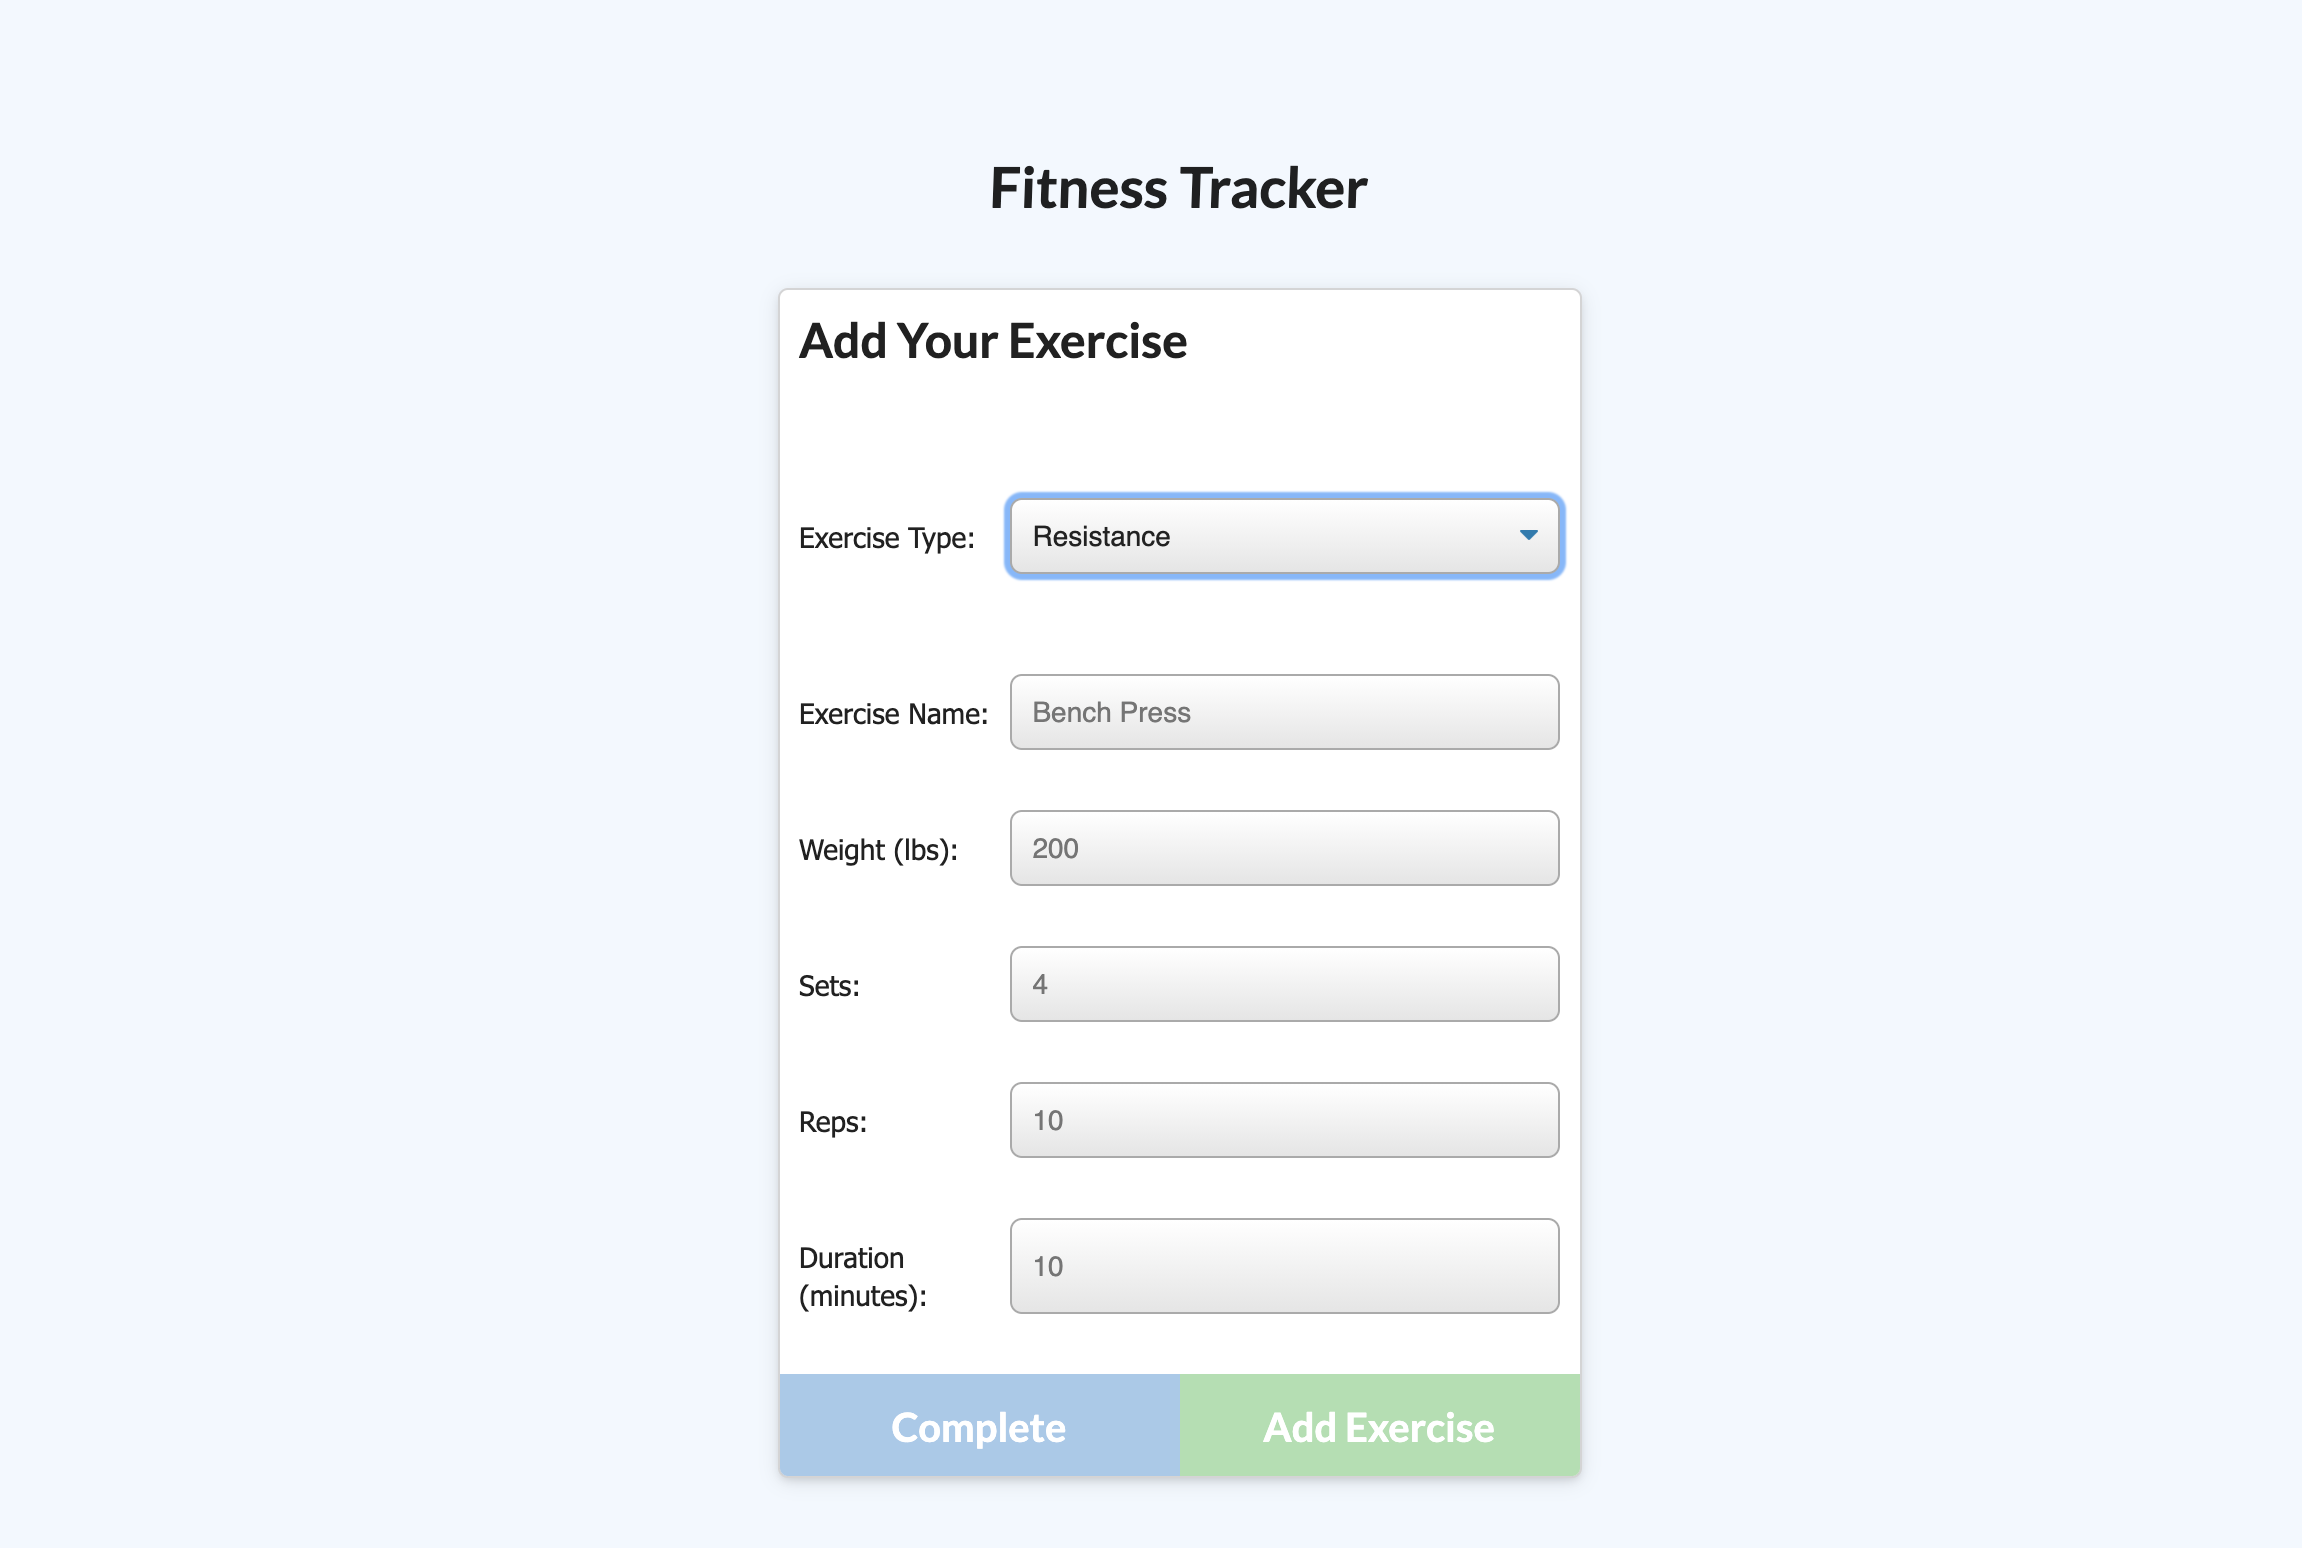 Fitness Tracker
Add Your Exercise
Exercise Type:
Resistance
Exercise Name:
Bench Press
Weight (lbs):
200
Sets:
4
Reps:
10
Duration
(minutes):
10
Complete
Add Exercise